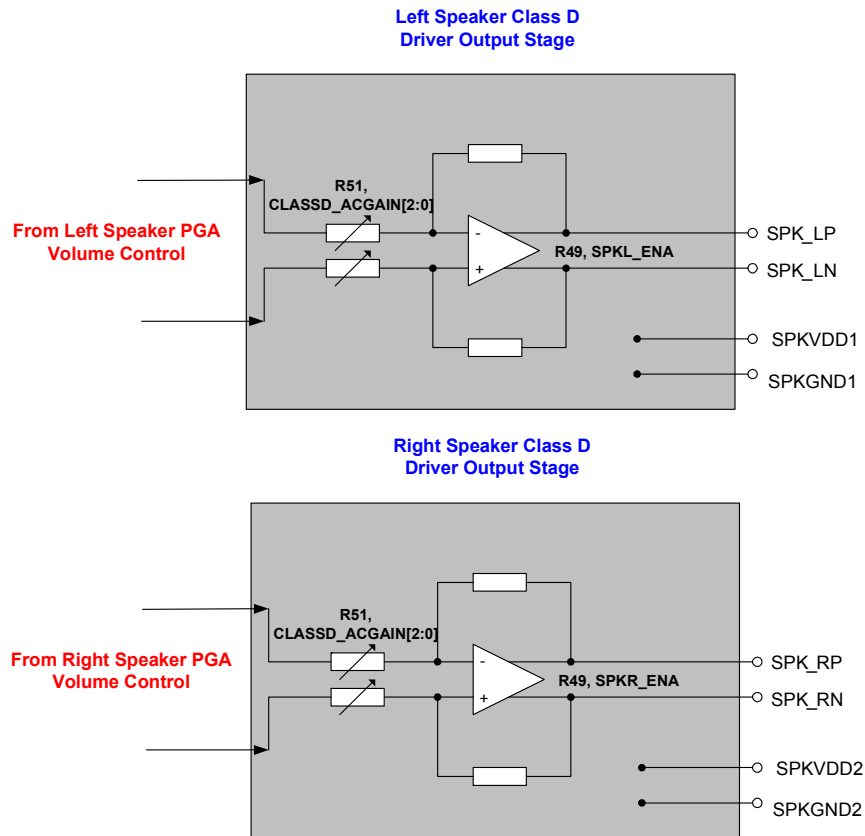 Left Speaker Class D
Driver Output Stage
R51,
CLASSD_ACGAIN[2:0]
From Left Speaker PGA
Volume Control
-
+
R49, SPKL_ENA
SPK_LP
SPK_LN
SPKVDD1
SPKGND1
Right Speaker Class D
Driver Output Stage
R51,
CLASSD_ACGAIN[2:0]
From Right Speaker PGA
Volume Control
-
+
R49, SPKR_ENA
SPK_RP
SPK_RN
SPKVDD2
SPKGND2